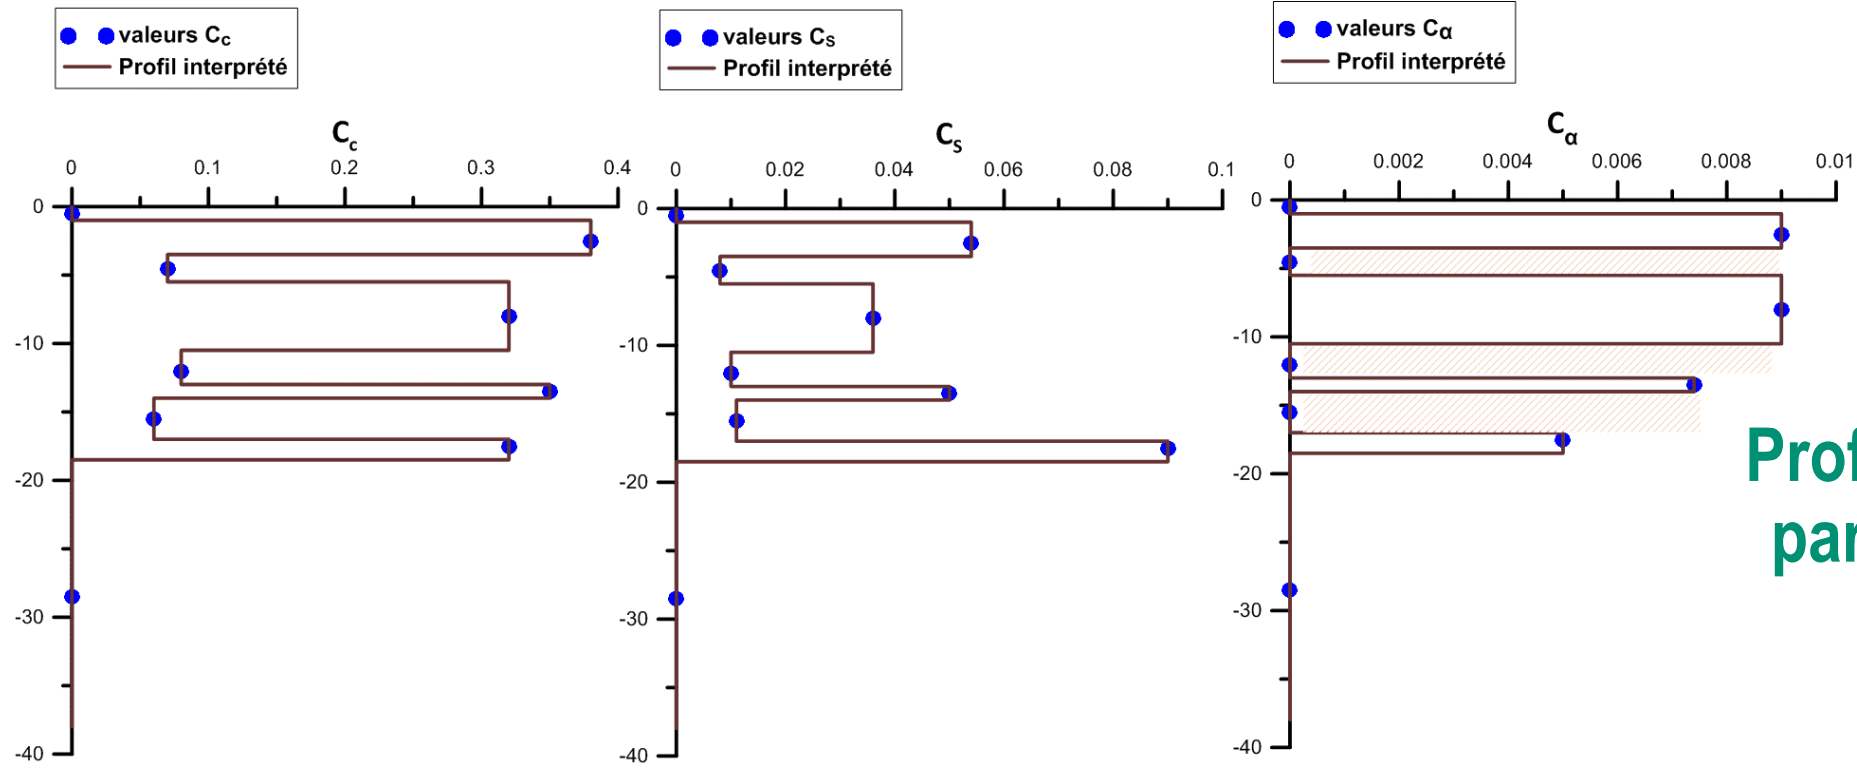 valeurs Cc
Profil interprété
Cc
0 0.1 0.2 0.3 0.4
0
-10
-20
-30
-40
valeurs CS
Profil interprété
CS
0 0.02 0.04 0.06 0.08 0.1
0
-10
-20
-30
-40
valeurs Cα
Profil interprété
Cα
0 0.002 0.004 0.006 0.008 0.01
0
-10
-20
-30
-40
Prof
par